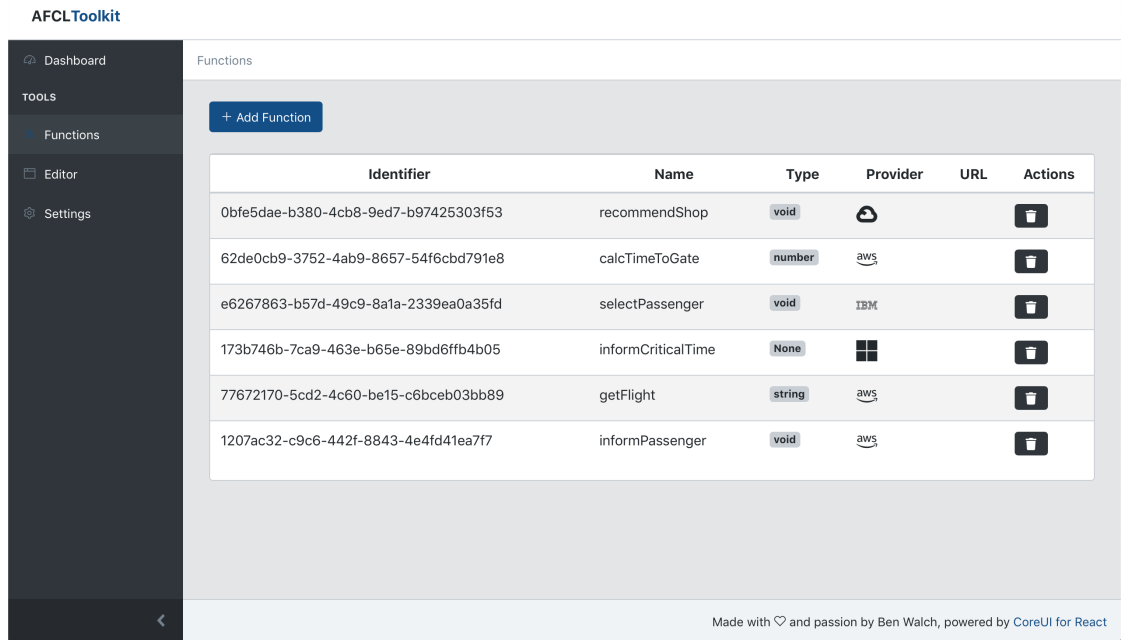 AFCLToolkit
Dashboard
TOOLS
Functions
Editor
Settings
Functions
+ Add Function
Identifier Name Type Provider URL Actions
0bfe5dae-b380-4cb8-9ed7-b97425303f53 recommendShop void
62de0cb9-3752-4ab9-8657-54f6cbd791e8 calcTimeToGate number aws
e6267863-b57d-49c9-8a1a-2339ea0a35fd selectPassenger void IBM
173b746b-7ca9-463e-b65e-89bd6ffb4b05 informCriticalTime None
77672170-5cd2-4c60-be15-c6bceb03bb89 getFlight string aws
1207ac32-c9c6-442f-8843-4e4fd41ea7f7 informPassenger void aws
Made with ♡ and passion by Ben Walch, powered by CoreUI for React